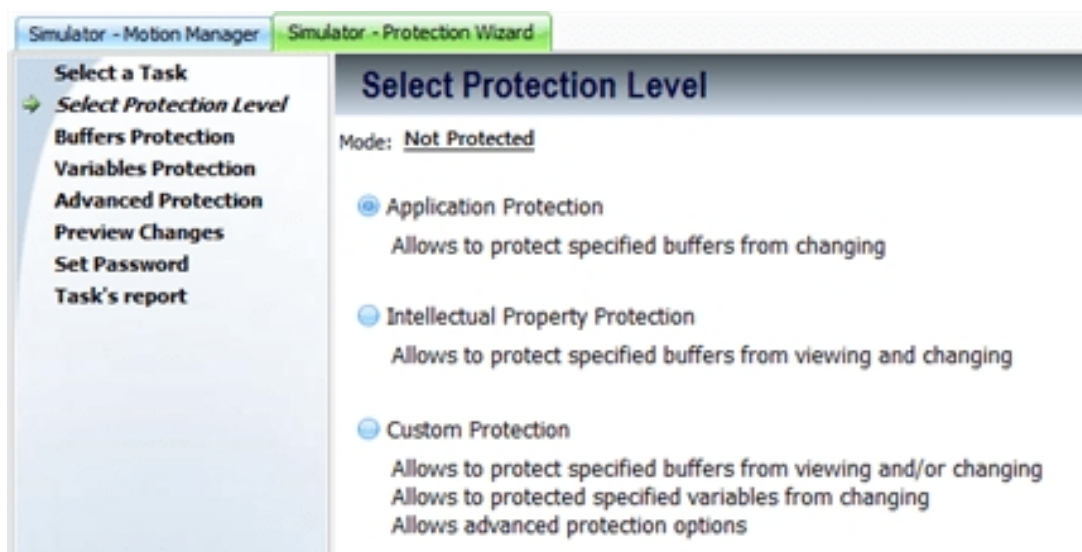 Simulator - Motion Manager
Simulator - Protection Wizard
Select a Task
Select Protection Level
Buffers Protection
Variables Protection
Advanced Protection
Preview Changes
Set Password
Task's report
Select Protection Level
Mode: Not Protected
Application Protection
Allows to protect specified buffers from changing
Intellectual Property Protection
Allows to protect specified buffers from viewing and changing
Custom Protection
Allows to protect specified buffers from viewing and/or changing
Allows to protected specified variables from changing
Allows advanced protection options